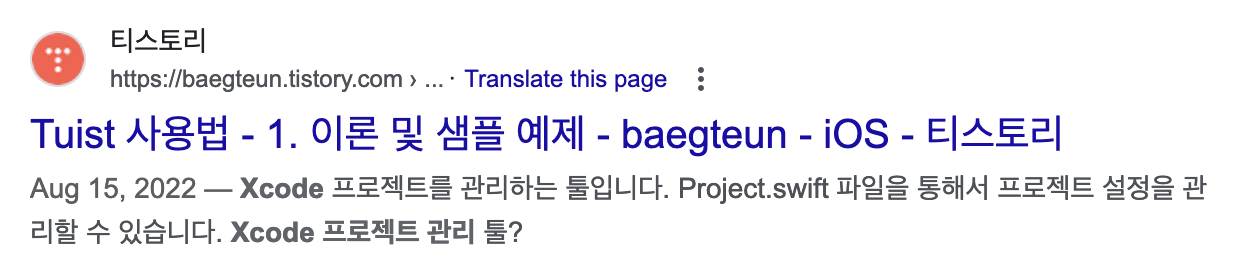 티스토리
https://baegteun.tistory.com › ... · Translate this page
Tuist 사용법 - 1. 이론 및 샘플 예제 - baegteun - iOS - 티스토리
Aug 15, 2022 — Xcode 프로젝트를 관리하는 툴입니다. Project.swift 파일을 통해서 프로젝트 설정을 관
리할 수 있습니다. Xcode 프로젝트 관리 툴?